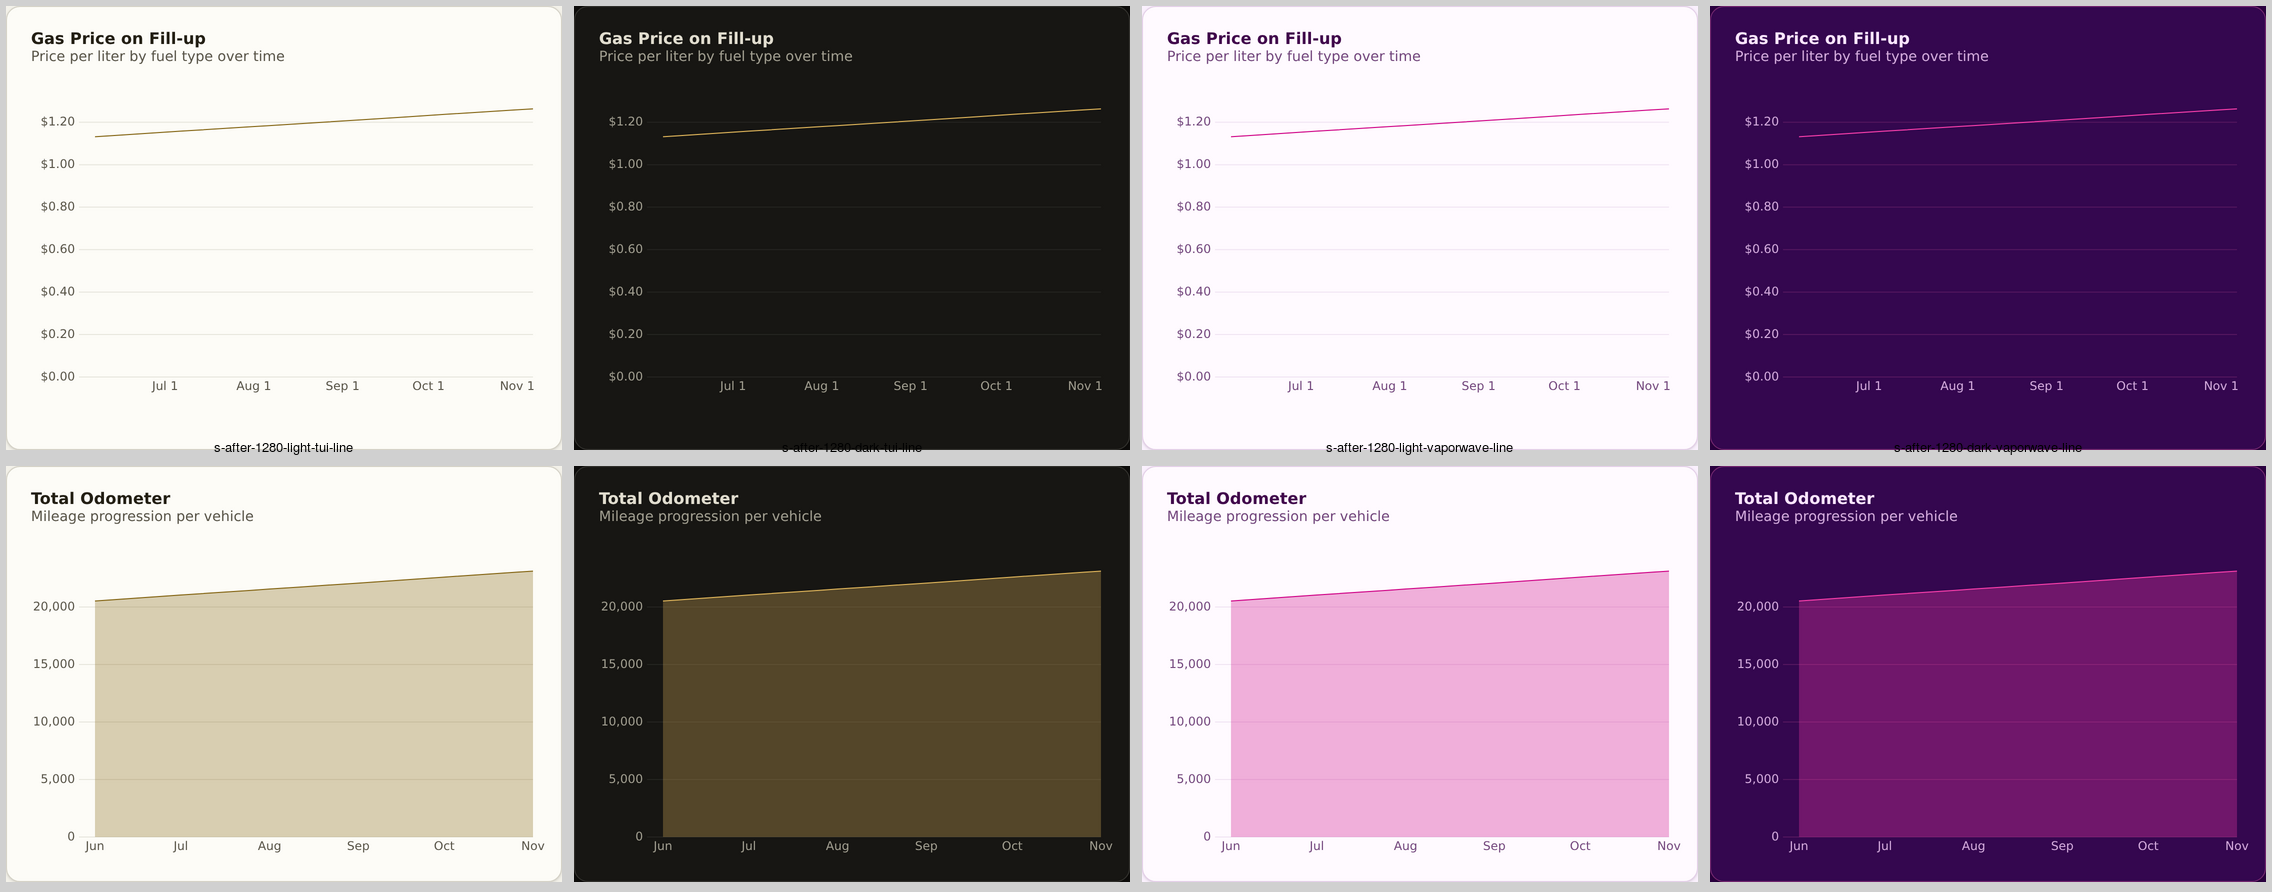 Gas Price on Fill-up
Price per liter by fuel type over time
$1.20
$1.00
$0.80
$0.60
$0.40
$0.20
$0.00
Jul 1 Aug 1 Sep 1 Oct 1 Nov 1
s-after-1280-light-tui-line
Gas Price on Fill-up
Price per liter by fuel type over time
$1.20
$1.00
$0.80
$0.60
$0.40
$0.20
$0.00
Jul 1 Aug 1 Sep 1 Oct 1 Nov 1
s-after-1280-dark-tui-line
Gas Price on Fill-up
Price per liter by fuel type over time
$1.20
$1.00
$0.80
$0.60
$0.40
$0.20
$0.00
Jul 1 Aug 1 Sep 1 Oct 1 Nov 1
s-after-1280-light-vaporwave-line
Gas Price on Fill-up
Price per liter by fuel type over time
$1.20
$1.00
$0.80
$0.60
$0.40
$0.20
$0.00
Jul 1 Aug 1 Sep 1 Oct 1 Nov 1
s-after-1280-dark-vaporwave-line
Total Odometer
Mileage progression per vehicle
20,000
15,000
10,000
5,000
0
Jun Jul Aug Sep Oct Nov
Total Odometer
Mileage progression per vehicle
20,000
15,000
10,000
5,000
0
Jun Jul Aug Sep Oct Nov
Total Odometer
Mileage progression per vehicle
20,000
15,000
10,000
5,000
0
Jun Jul Aug Sep Oct Nov
Total Odometer
Mileage progression per vehicle
20,000
15,000
10,000
5,000
0
Jun Jul Aug Sep Oct Nov